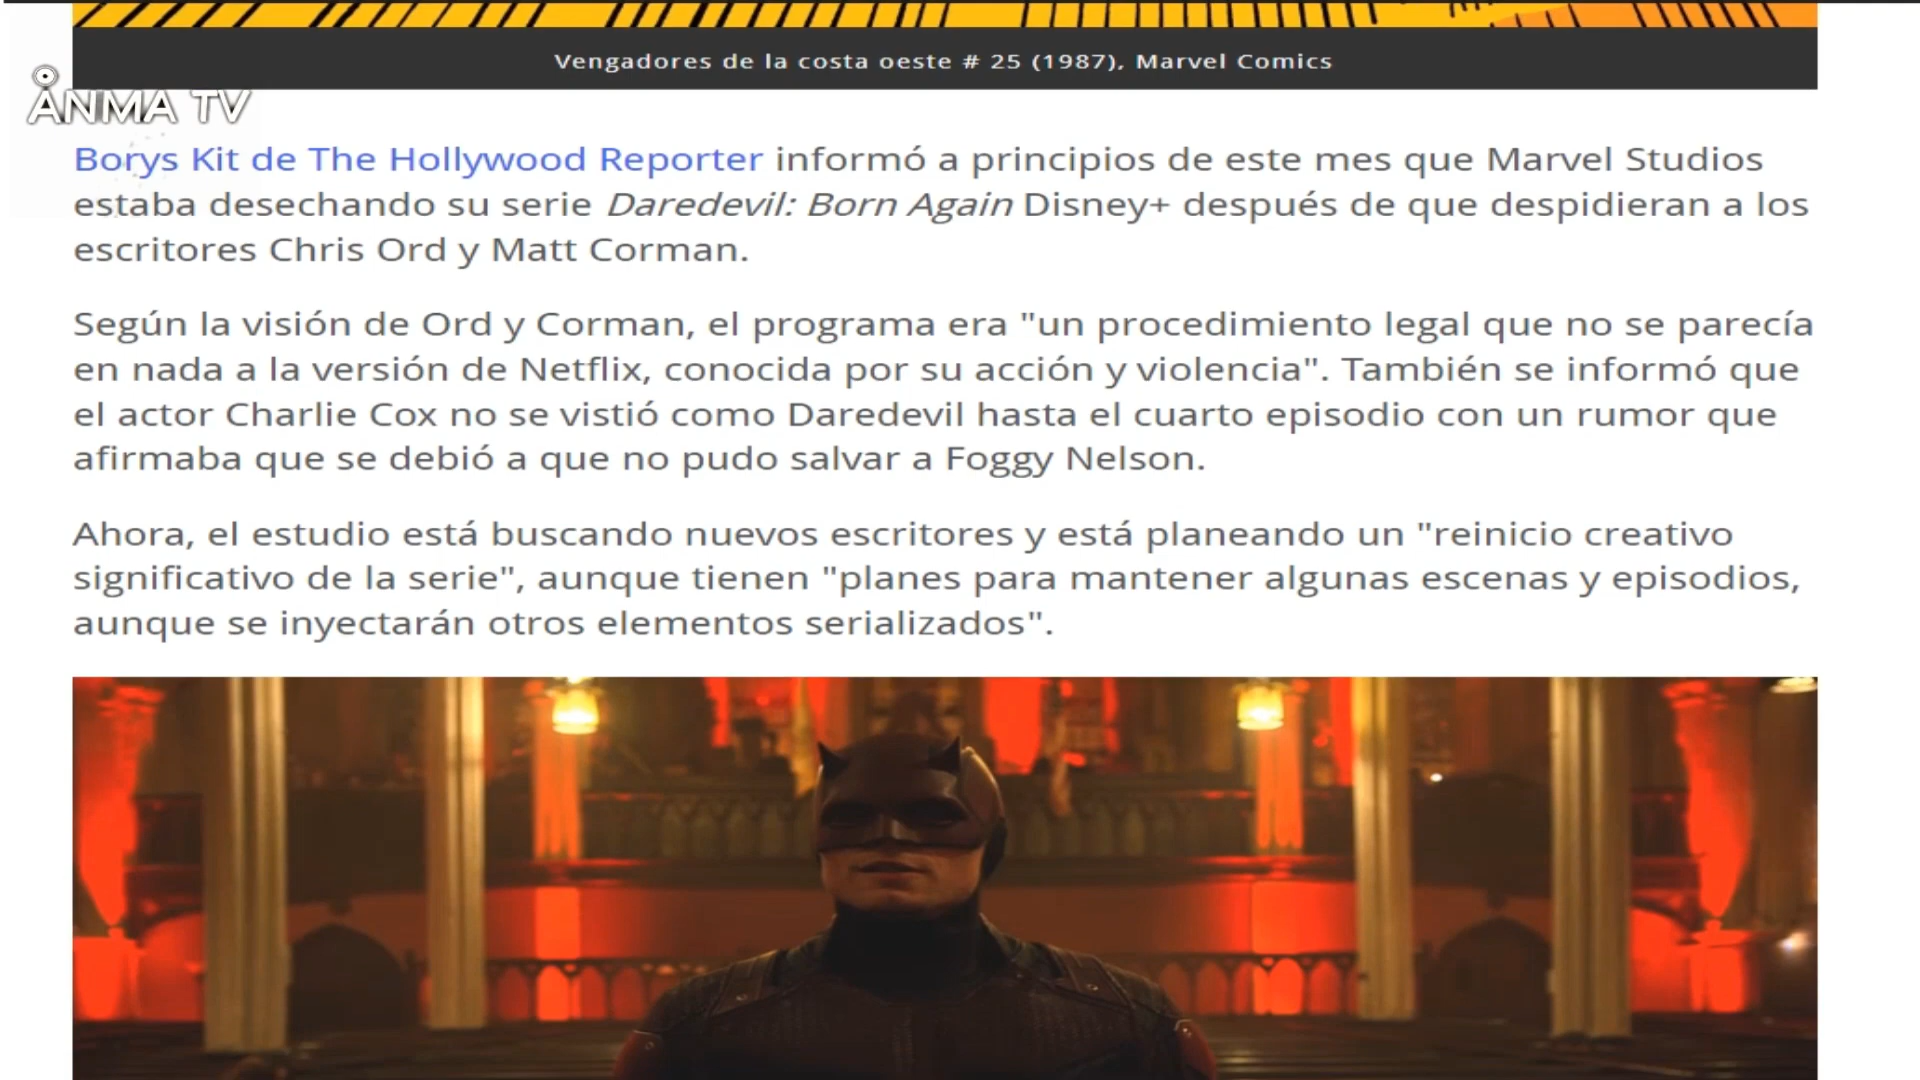 Vengadores de la costa oeste # 25 (1987), Marvel Comics
ÅNMA TV
Borys Kit de The Hollywood Reporter informó a principios de este mes que Marvel Studios
estaba desechando su serie Daredevil: Born Again Disney+ después de que despidieran a los
escritores Chris Ord y Matt Corman.
Según la visión de Ord y Corman, el programa era "un procedimiento legal que no se parecía
en nada a la versión de Netflix, conocida por su acción y violencia". También se informó que
el actor Charlie Cox no se vistió como Daredevil hasta el cuarto episodio con un rumor que
afirmaba que se debió a que no pudo salvar a Foggy Nelson.
Ahora, el estudio está buscando nuevos escritores y está planeando un "reinicio creativo
significativo de la serie", aunque tienen "planes para mantener algunas escenas y episodios,
aunque se inyectarán otros elementos serializados".